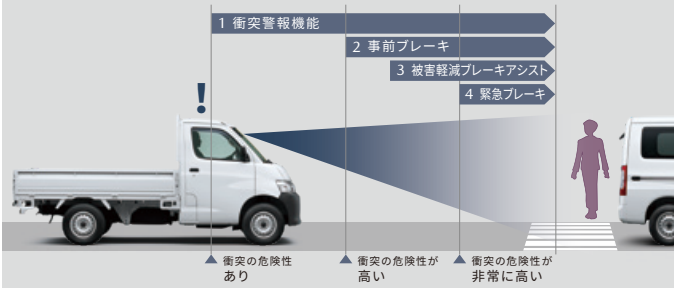 1 衝突警報機能
2 事前ブレーキ
3 被害軽減ブレーキアシスト
4 緊急ブレーキ
!
衝突の危険性
あり
衝突の危険性が
高い
衝突の危険性が
非常に高い